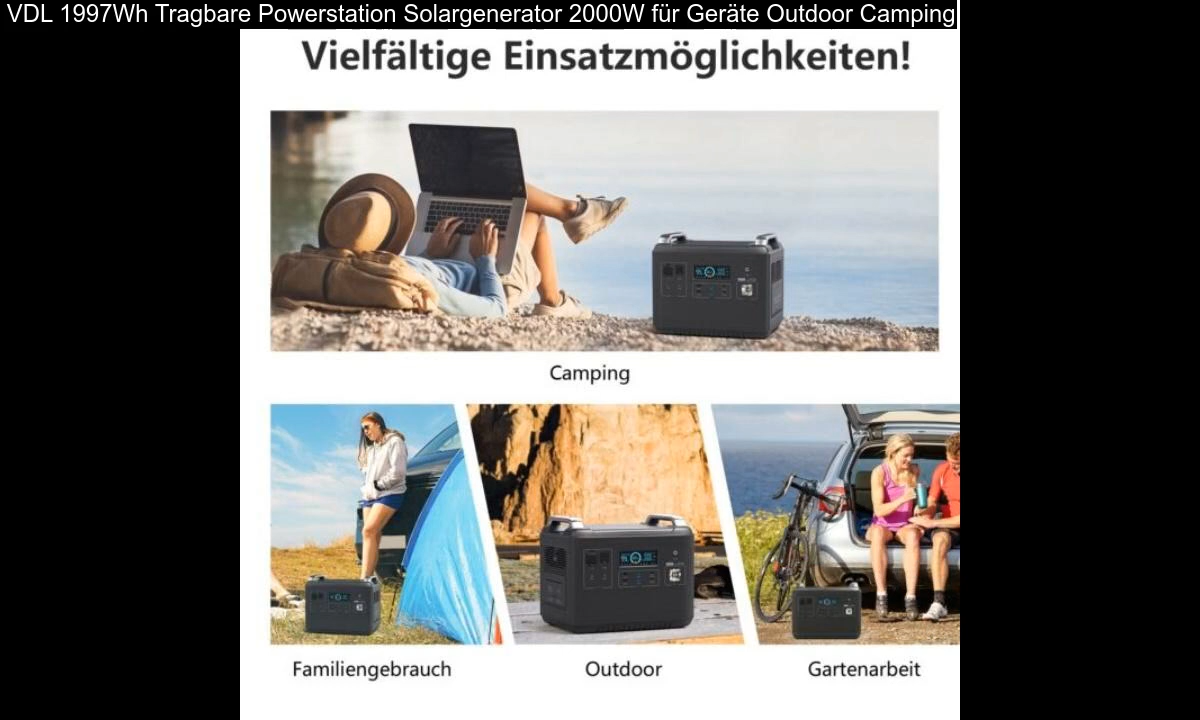 VDL 1997Wh Tragbare Powerstation Solargenerator 2000W für Geräte Outdoor Camping
Vielfältige Einsatzmöglichkeiten!
Camping
Familiengebrauch
Outdoor
Gartenarbeit